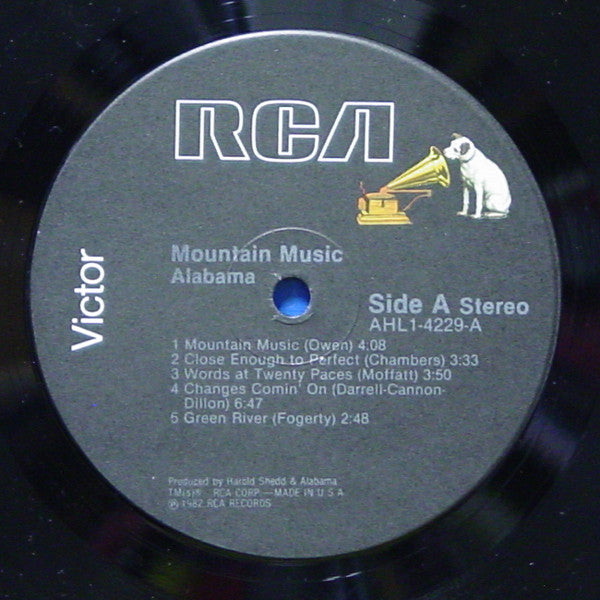 RCA
Victor
Mountain Music
Alabama
Side A Stereo
AHL1-4229-A
1 Mountain Music (Owen) 4:08
2 Close Enough to Perfect (Chambers) 3:33
3 Words at Twenty Paces (Moffatt) 3:50
4 Changes Comin' On (Darrell-Cannon-
Dillon) 6:47
5 Green River (Fogerty) 2:48
Produced by Harold Shedd & Alabama
TM(s)® RCA CORP.—MADE IN U.S.A.
℗ 1982 RCA RECORDS